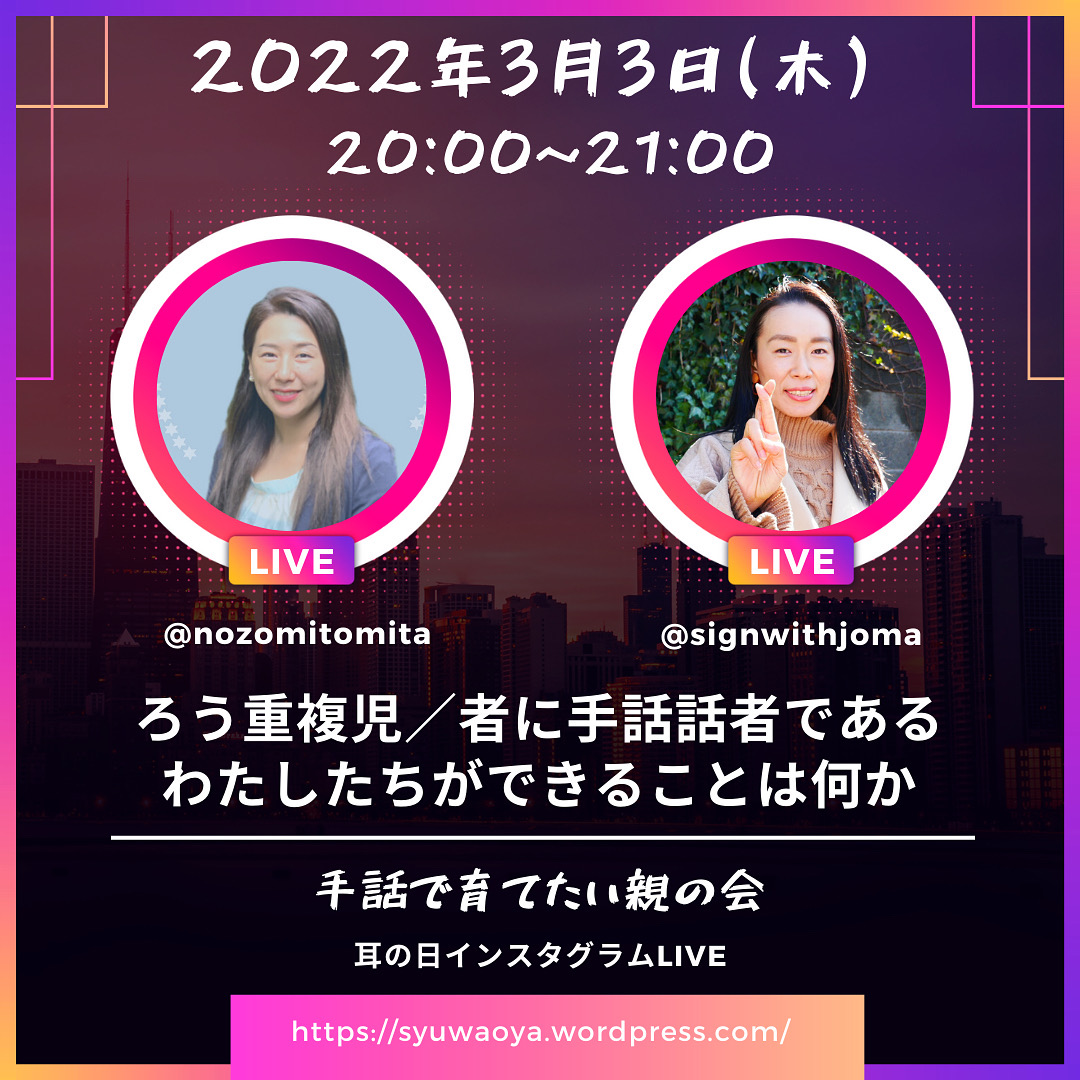 2022年3月3日(木)
20:00~21:00
LIVE
LIVE
@nozomitomita
@signwithjoma
ろう重複児／者に手話話者である
わたしたちができることは何か
手話で育てたい親の会
耳の日インスタグラムLIVE
https://syuwaoya.wordpress.com/